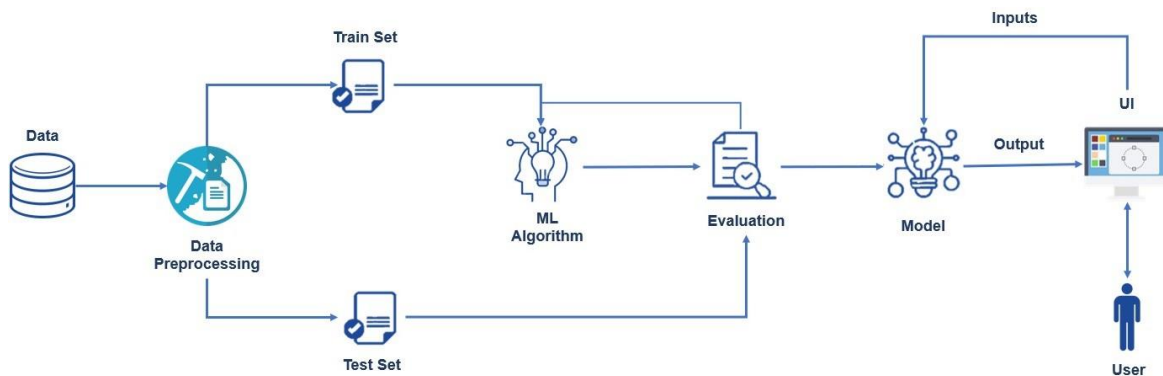 Inputs
Train Set
UI
Data
Output
ML
Algorithm
Evaluation
Model
Data
Preprocessing
Test Set
User